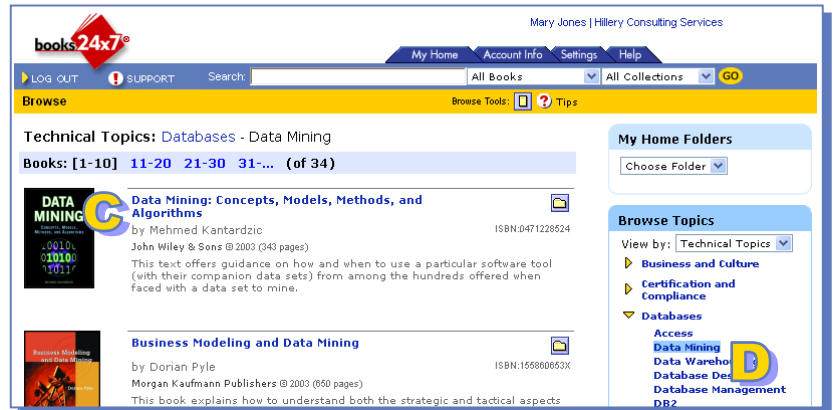 Mary Jones | Hillery Consulting Services
books24x7®
My Home Account Info Settings Help
LOG OUT ! SUPPORT Search: All Books All Collections GO
Browse Browse Tools: ? Tips
Technical Topics: Databases - Data Mining
Books: [1-10] 11-20 21-30 31-... (of 34)
DATA
MINING
C
Data Mining: Concepts, Models, Methods, and
Algorithms
by Mehmed Kantardzic ISBN:0471228524
John Wiley & Sons © 2003 (343 pages)
This text offers guidance on how and when to use a particular software tool
(with their companion data sets) from among the hundreds offered when
faced with a data set to mine.
Business Modeling
and Data Mining
Business Modeling and Data Mining
by Dorian Pyle ISBN:155860653X
Morgan Kaufmann Publishers © 2003 (650 pages)
This book explains how to understand both the strategic and tactical aspects
My Home Folders
Choose Folder
Browse Topics
View by: Technical Topics
Business and Culture
Certification and
Compliance
Databases
Access
Data Mining
Data
D
Database
Database Management
DB2